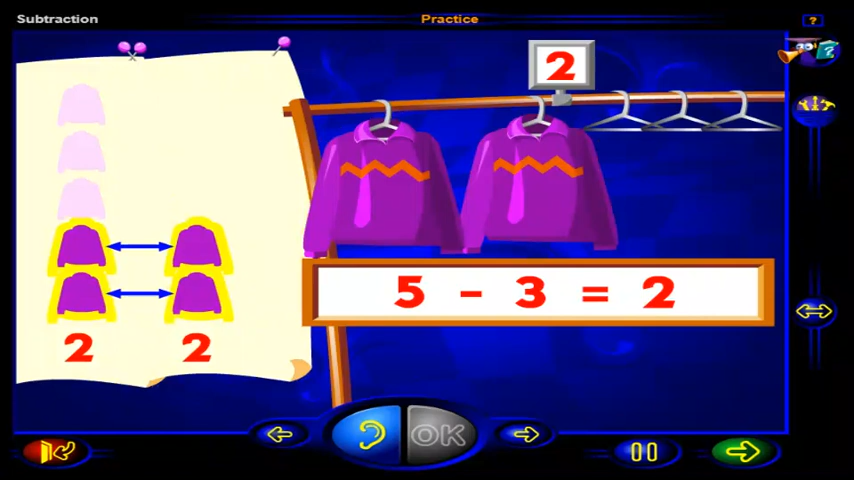 Subtraction
Practice
?
?
2
5 - 3 = 2
2 2
OK